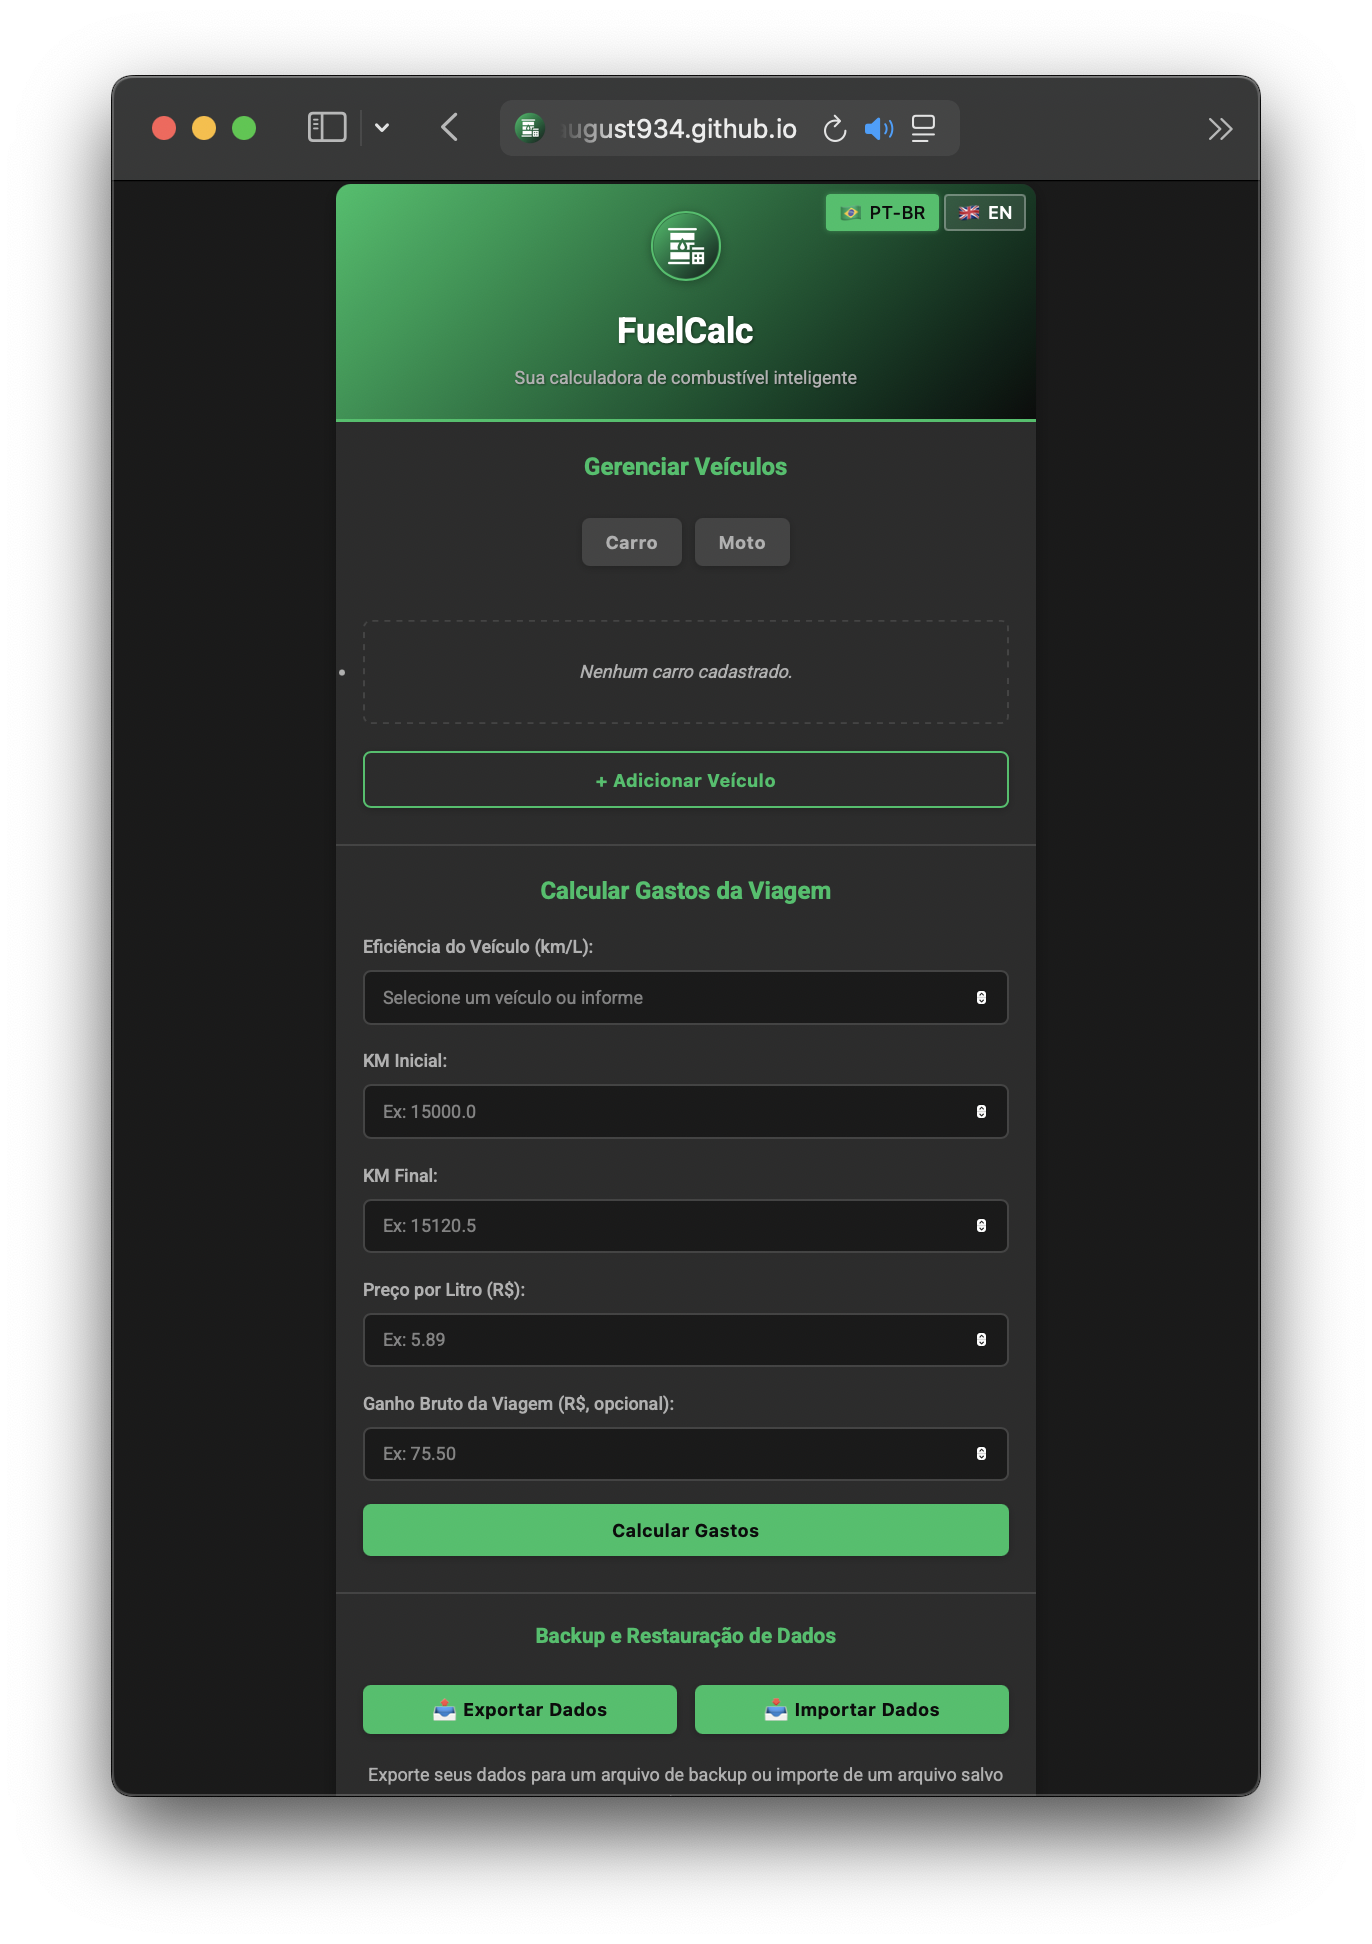 august934.github.io
PT-BR
EN
FuelCalc
Sua calculadora de combustível inteligente
Gerenciar Veículos
Carro
Moto
Nenhum carro cadastrado.
+ Adicionar Veículo
Calcular Gastos da Viagem
Eficiência do Veículo (km/L):
Selecione um veículo ou informe
KM Inicial:
Ex: 15000.0
KM Final:
Ex: 15120.5
Preço por Litro (R$):
Ex: 5.89
Ganho Bruto da Viagem (R$, opcional):
Ex: 75.50
Calcular Gastos
Backup e Restauração de Dados
Exportar Dados
Importar Dados
Exporte seus dados para um arquivo de backup ou importe de um arquivo salvo